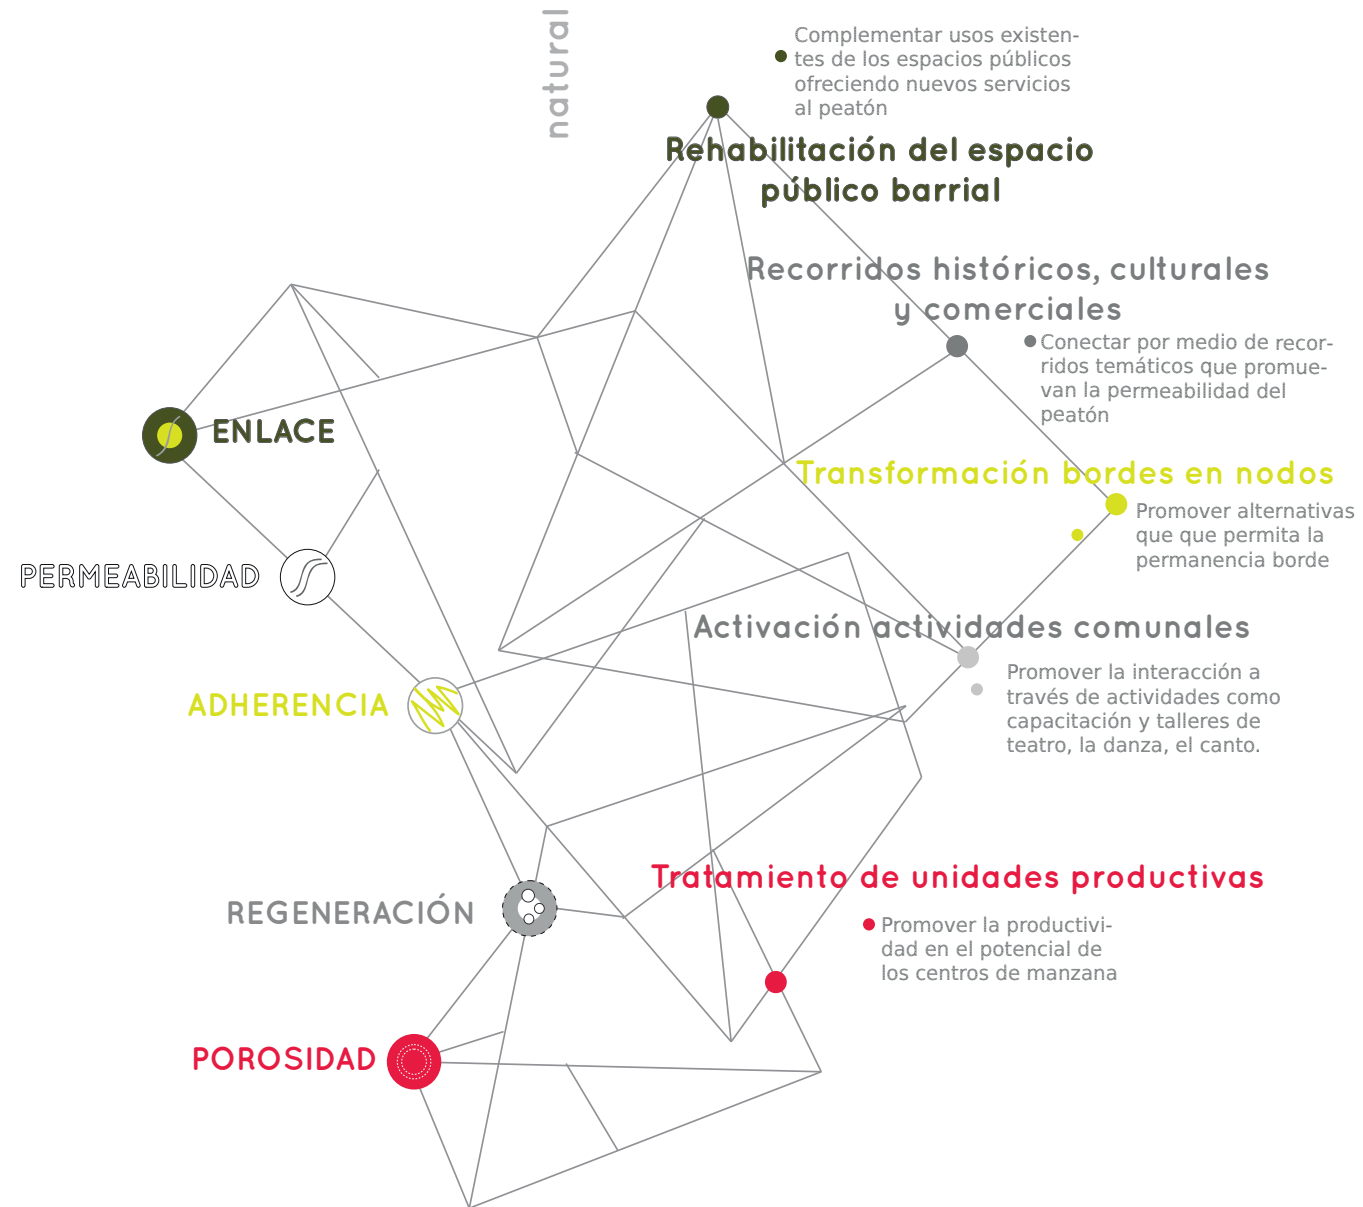 natural
Complementar usos existen-
tes de los espacios públicos
ofreciendo nuevos servicios
al peatón
Rehabilitación del espacio
público barrial
Recorridos históricos, culturales
y comerciales
Conectar por medio de recor-
ridos temáticos que promue-
van la permeabilidad del
peatón
ENLACE
Transformación bordes en nodos
Promover alternativas
que que permita la
permanencia borde
PERMEABILIDAD
Activación actividades comunales
Promover la interacción a
través de actividades como
capacitación y talleres de
teatro, la danza, el canto.
ADHERENCIA
Tratamiento de unidades productivas
Promover la productivi-
dad en el potencial de
los centros de manzana
REGENERACIÓN
POROSIDAD